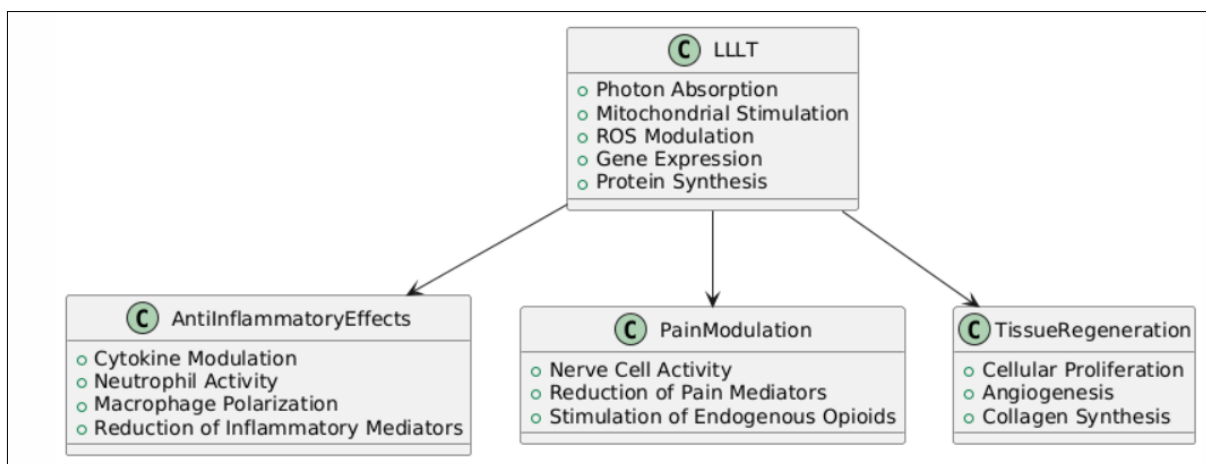 C LLLT
Photon Absorption
Mitochondrial Stimulation
ROS Modulation
Gene Expression
Protein Synthesis
C AntiInflammatoryEffects
Cytokine Modulation
Neutrophil Activity
Macrophage Polarization
Reduction of Inflammatory Mediators
C PainModulation
Nerve Cell Activity
Reduction of Pain Mediators
Stimulation of Endogenous Opioids
C TissueRegeneration
Cellular Proliferation
Angiogenesis
Collagen Synthesis